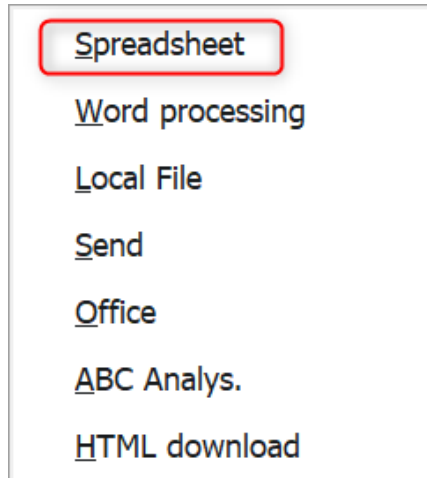 Spreadsheet
Word processing
Local File
Send
Office
ABC Analys.
HTML download